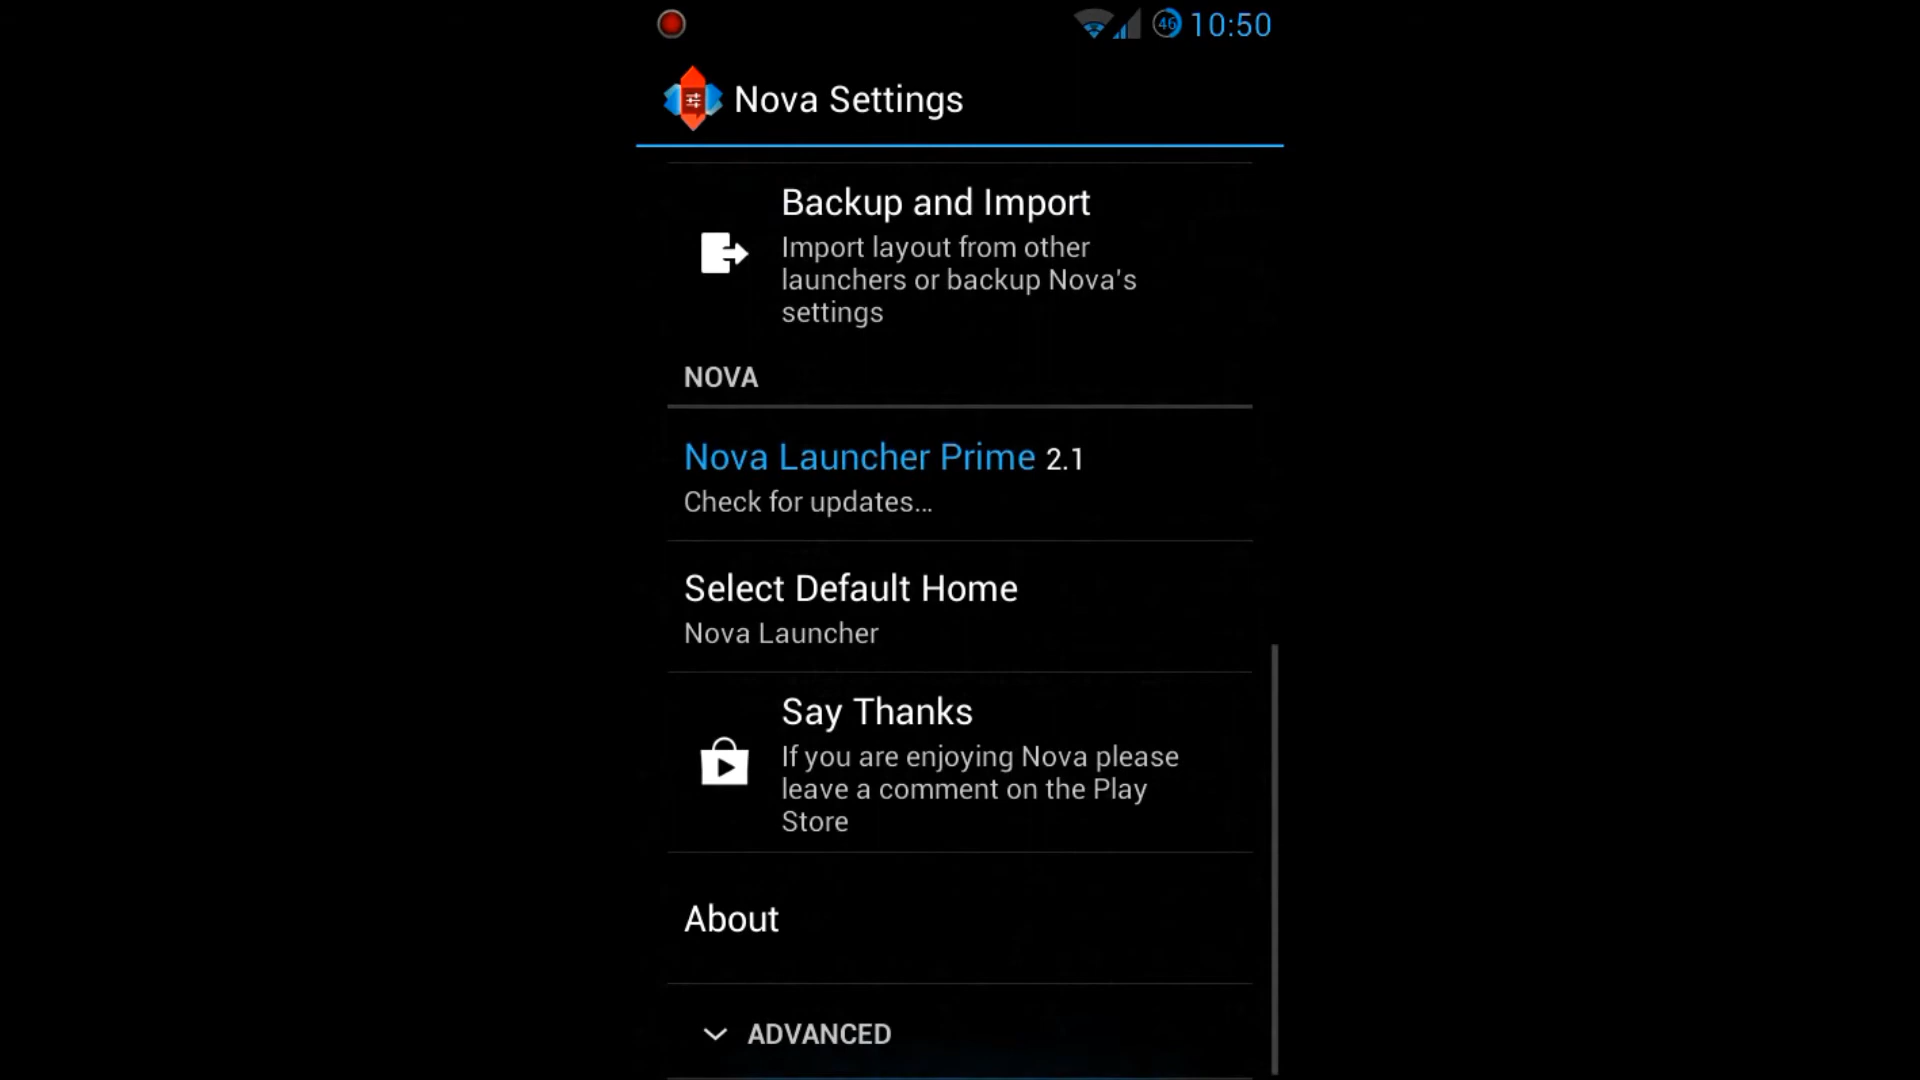 46 10:50
Nova Settings
Backup and Import
Import layout from other
launchers or backup Nova's
settings
NOVA
Nova Launcher Prime 2.1
Check for updates...
Select Default Home
Nova Launcher
Say Thanks
If you are enjoying Nova please
leave a comment on the Play
Store
About
ADVANCED